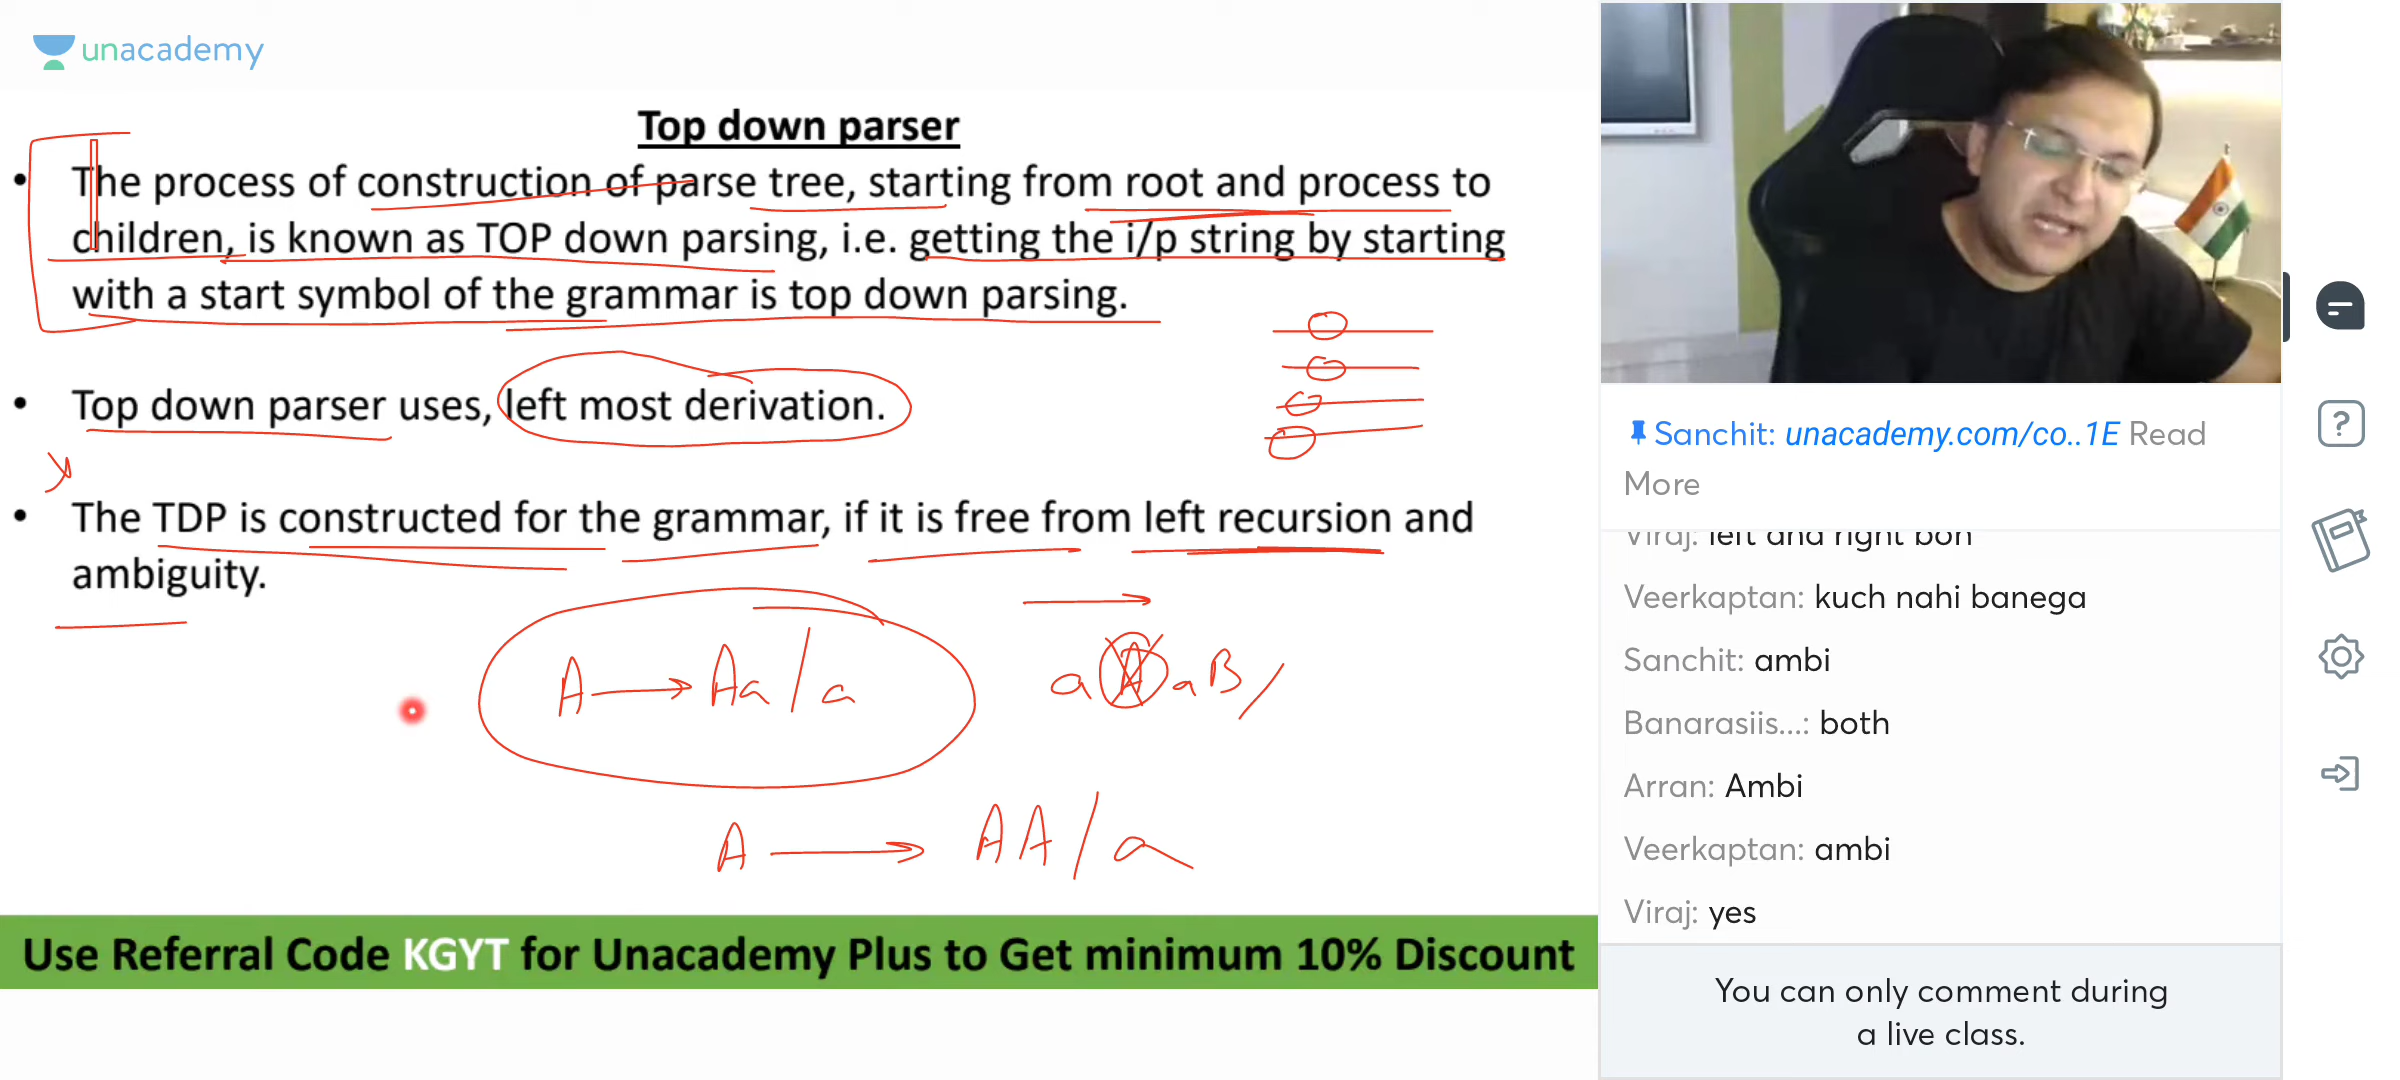 unacademy
Top down parser
• The process of construction of parse tree, starting from root and process to
children, is known as TOP down parsing, i.e. getting the i/p string by starting
with a start symbol of the grammar is top down parsing.
• Top down parser uses, left most derivation.
• The TDP is constructed for the grammar, if it is free from left recursion and
ambiguity.
A → Aa / a
a A a B /
A → AA / a
Use Referral Code KGYT for Unacademy Plus to Get minimum 10% Discount
Sanchit: unacademy.com/co..1E Read
More
Viraj: left and right boh
Veerkaptan: kuch nahi banega
Sanchit: ambi
Banarasiis...: both
Arran: Ambi
Veerkaptan: ambi
Viraj: yes
You can only comment during
a live class.
?